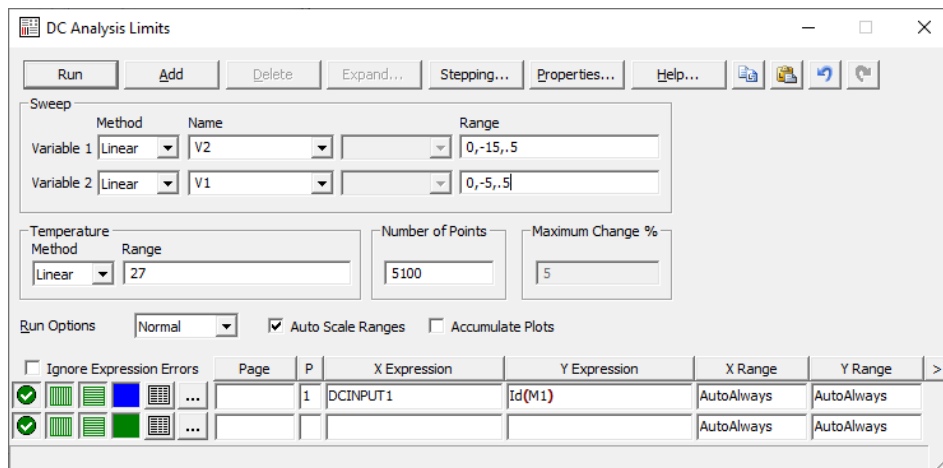 DC Analysis Limits
Run Add Delete Expand... Stepping... Properties... Help...
Sweep
Method Name Range
Variable 1 Linear V2 0,-15,.5
Variable 2 Linear V1 0,-5,.5
Temperature Number of Points Maximum Change %
Method Range
Linear 27 5100 5
Run Options Normal Auto Scale Ranges Accumulate Plots
Ignore Expression Errors Page P X Expression Y Expression X Range Y Range >
... 1 DCINPUT1 Id(M1) AutoAlways AutoAlways
... AutoAlways AutoAlways